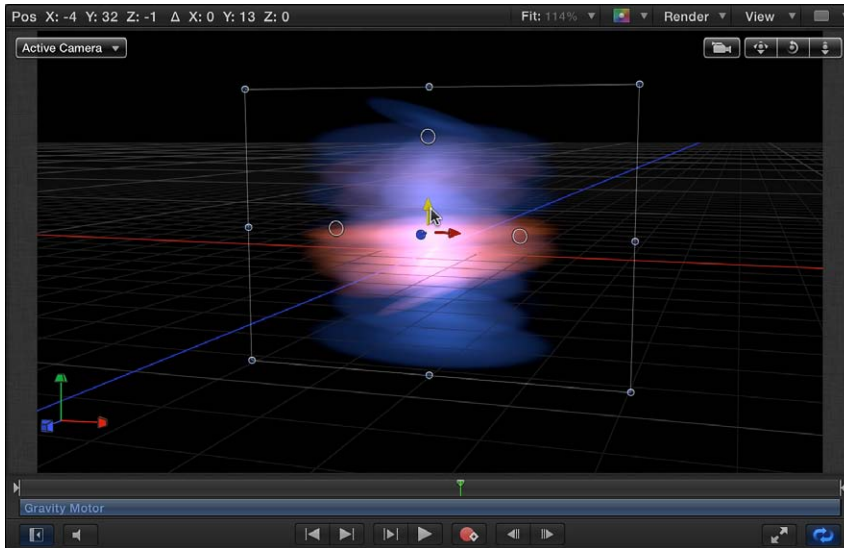 Pos X: -4 Y: 32 Z: -1 Δ X: 0 Y: 13 Z: 0 Fit: 114% Render View
Active Camera
Gravity Motor